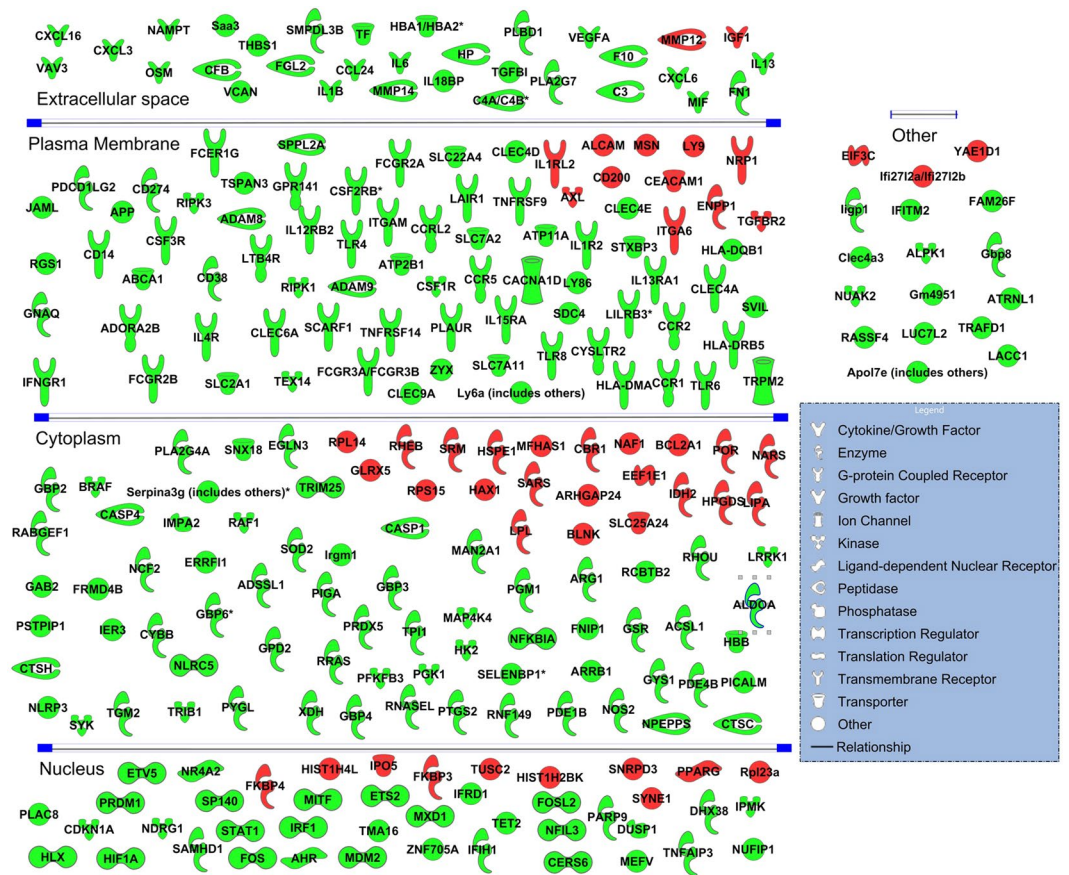 CXCL16
CXCL3
NAMPT
Saa3
THBS1
SMPDL3B
TF
HBA1/HBA2*
PLBD1
VEGFA
MMP12
IGF1
HP
F10
IL13
VAV3
OSM
CFB
FGL2
CCL24
IL6
IL18BP
TGFBI
PLA2G7
CXCL6
VCAN
IL1B
MMP14
C4A/C4B*
C3
MIF
FN1
Extracellular space
Plasma Membrane
FCER1G
SPPL2A
FCGR2A
SLC22A4
CLEC4D
IL1RL2
ALCAM
MSN
LY9
NRP1
PDCD1LG2
CD274
RIPK3
TSPAN3
GPR141
CSF2RB*
LAIR1
TNFRSF9
AXL
CD200
CEACAM1
ENPP1
TGFBR2
JAML
APP
ADAM8
IL12RB2
ITGAM
CCRL2
CLEC4E
ITGA6
CSF3R
TLR4
SLC7A2
ATP11A
IL1R2
STXBP3
HLA-DQB1
RGS1
CD14
ABCA1
CD38
LTB4R
ATP2B1
CCR5
CACNA1D
LY86
IL13RA1
CLEC4A
RIPK1
ADAM9
CSF1R
GNAQ
ADORA2B
IL4R
CLEC6A
SCARF1
TNFRSF14
PLAUR
IL15RA
SDC4
LILRB3*
CCR2
SVIL
TLR8
CYSLTR2
HLA-DRB5
IFNGR1
FCGR2B
SLC2A1
TEX14
FCGR3A/FCGR3B
ZYX
SLC7A11
CLEC9A
Ly6a (includes others)
HLA-DMA
CCR1
TLR6
TRPM2
Other
EIF3C
YAE1D1
Ifi27l2a/Ifi27l2b
Iigp1
IFITM2
FAM26F
Clec4a3
ALPK1
Gbp8
NUAK2
Gm4951
ATRNL1
RASSF4
LUC7L2
TRAFD1
LACC1
Apol7e (includes others)
Cytoplasm
PLA2G4A
SNX18
EGLN3
RPL14
RHEB
SRM
HSPE1
MFHAS1
CBR1
NAF1
BCL2A1
POR
NARS
GLRX5
GBP2
BRAF
Serpina3g (includes others)*
TRIM25
RPS15
HAX1
SARS
ARHGAP24
EEF1E1
IDH2
HPGDS
LIPA
RABGEF1
CASP4
IMPA2
RAF1
CASP1
LPL
BLNK
SLC25A24
NCF2
ERRFI1
SOD2
Irgm1
MAN2A1
RHOU
LRRK1
GAB2
FRMD4B
ADSSL1
PIGA
GBP3
PGM1
ARG1
RCBTB2
ALDOA
PSTPIP1
IER3
GBP6*
CYBB
PRDX5
TPI1
MAP4K4
HK2
NFKBIA
FNIP1
GSR
ACSL1
HBB
CTSH
NLRC5
GPD2
RRAS
PFKFB3
PGK1
SELENBP1*
ARRB1
GYS1
PDE4B
PICALM
NLRP3
SYK
TGM2
TRIB1
PYGL
XDH
GBP4
RNASEL
PTGS2
RNF149
PDE1B
NOS2
NPEPPS
CTSC
Nucleus
ETV5
NR4A2
FKBP4
HIST1H4L
IPO5
FKBP3
TUSC2
HIST1H2BK
SNRPD3
PPARG
Rpl23a
PLAC8
PRDM1
SP140
MITF
ETS2
IFRD1
FOSL2
SYNE1
DHX38
IPMK
CDKN1A
NDRG1
STAT1
IRF1
TMA16
MXD1
TET2
NFIL3
PARP9
DUSP1
HLX
HIF1A
SAMHD1
FOS
AHR
MDM2
ZNF705A
IFIH1
CERS6
MEFV
TNFAIP3
NUFIP1
Legend
Cytokine/Growth Factor
Enzyme
G-protein Coupled Receptor
Growth factor
Ion Channel
Kinase
Ligand-dependent Nuclear Receptor
Peptidase
Phosphatase
Transcription Regulator
Translation Regulator
Transmembrane Receptor
Transporter
Other
Relationship